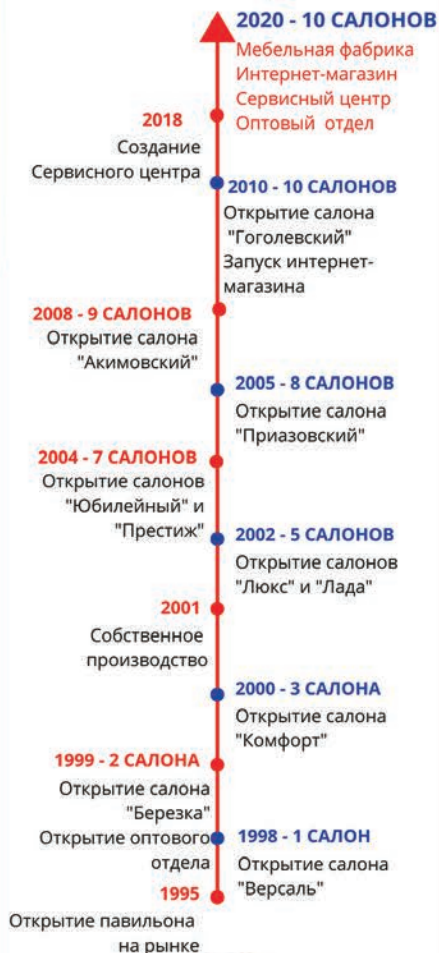 2020 - 10 САЛОНОВ
Мебельная фабрика
Интернет-магазин
Сервисный центр
Оптовый отдел
2018
Создание
Сервисного центра
2010 - 10 САЛОНОВ
Открытие салона
"Гоголевский"
Запуск интернет-
магазина
2008 - 9 САЛОНОВ
Открытие салона
"Акимовский"
2005 - 8 САЛОНОВ
Открытие салона
"Приазовский"
2004 - 7 САЛОНОВ
Открытие салонов
"Юбилейный" и
"Престиж"
2002 - 5 САЛОНОВ
Открытие салонов
"Люкс" и "Лада"
2001
Собственное
производство
2000 - 3 САЛОНА
Открытие салона
"Комфорт"
1999 - 2 САЛОНА
Открытие салона
"Березка"
Открытие оптового
отдела
1998 - 1 САЛОН
Открытие салона
"Версаль"
1995
Открытие павильона
на рынке